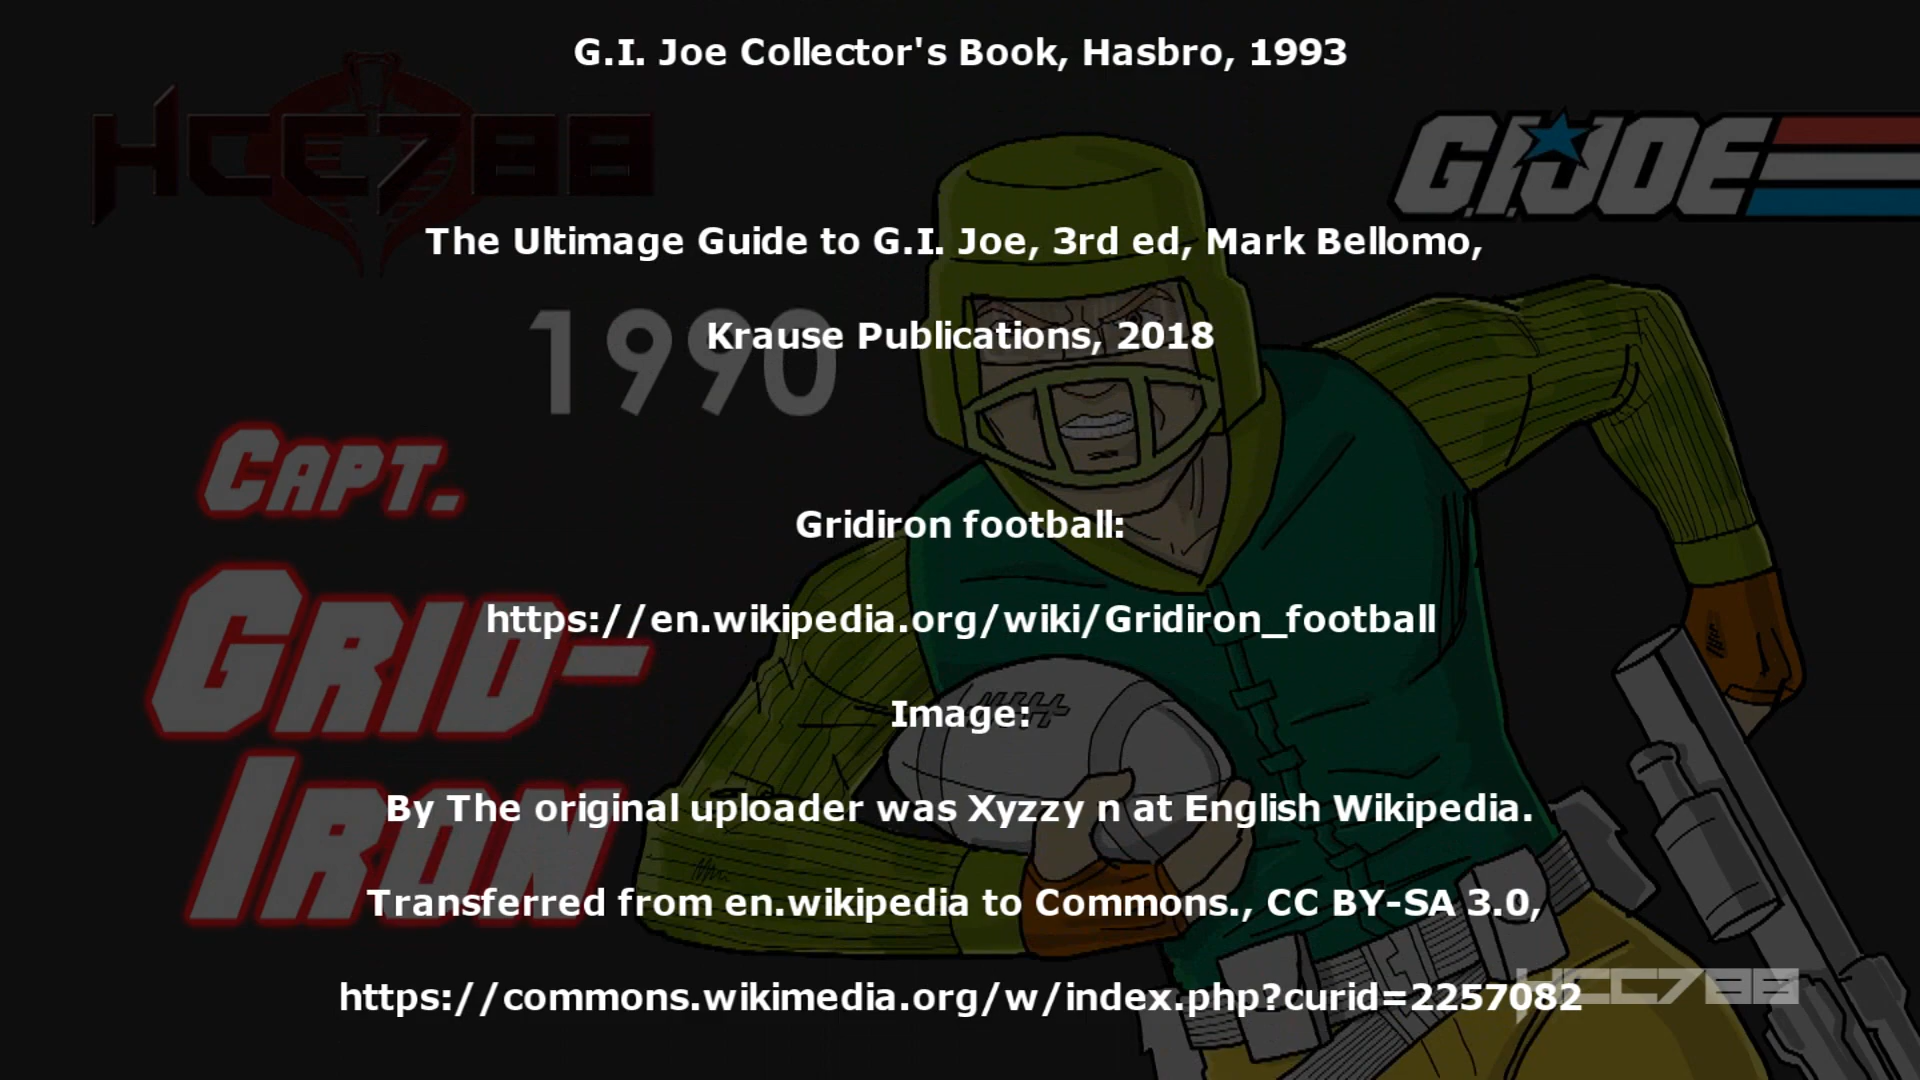 G.I. Joe Collector's Book, Hasbro, 1993
HCC788
G.I. JOE
The Ultimage Guide to G.I. Joe, 3rd ed, Mark Bellomo,
Krause Publications, 2018
1990
CAPT.
GRID-
IRON
Gridiron football:
https://en.wikipedia.org/wiki/Gridiron_football
Image:
By The original uploader was Xyzzy n at English Wikipedia.
Transferred from en.wikipedia to Commons., CC BY-SA 3.0,
https://commons.wikimedia.org/w/index.php?curid=2257082
HCC788